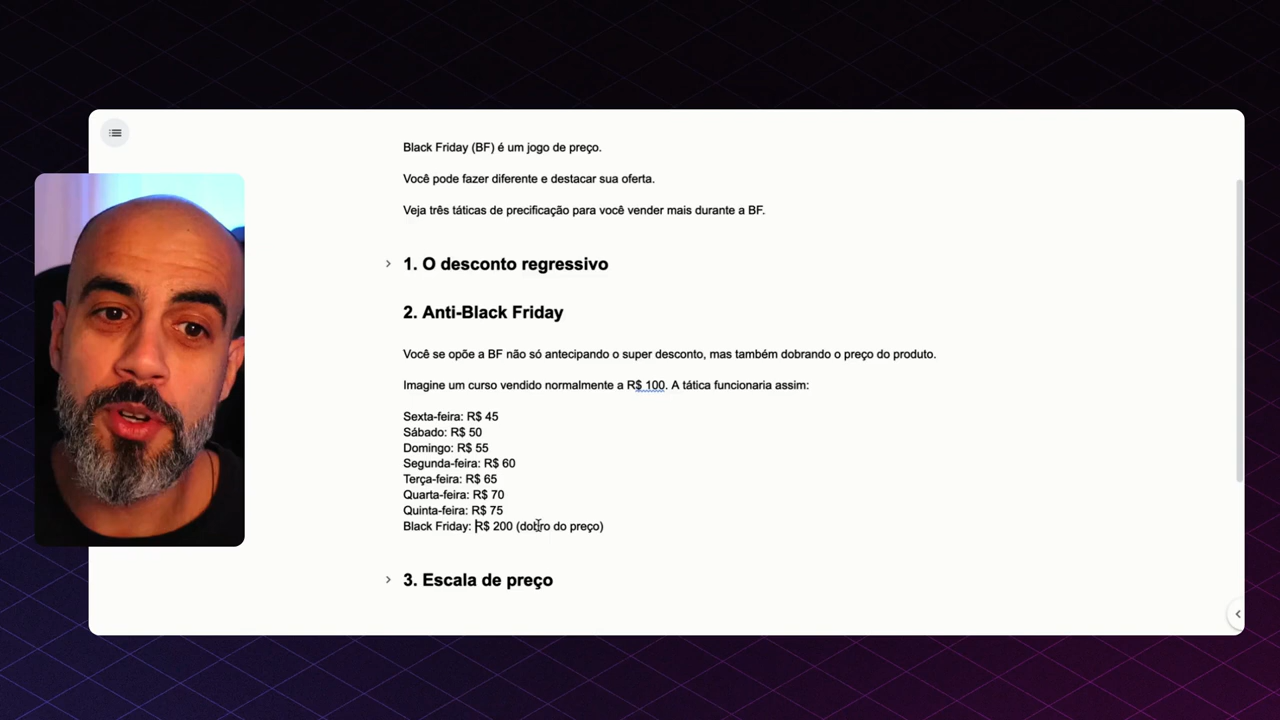 Black Friday (BF) é um jogo de preço.
Você pode fazer diferente e destacar sua oferta.
Veja três táticas de precificação para você vender mais durante a BF.
1. O desconto regressivo
2. Anti-Black Friday
Você se opõe a BF não só antecipando o super desconto, mas também dobrando o preço do produto.
Imagine um curso vendido normalmente a R$ 100. A tática funcionaria assim:
Sexta-feira: R$ 45
Sábado: R$ 50
Domingo: R$ 55
Segunda-feira: R$ 60
Terça-feira: R$ 65
Quarta-feira: R$ 70
Quinta-feira: R$ 75
Black Friday: R$ 200 (dobro do preço)
3. Escala de preço